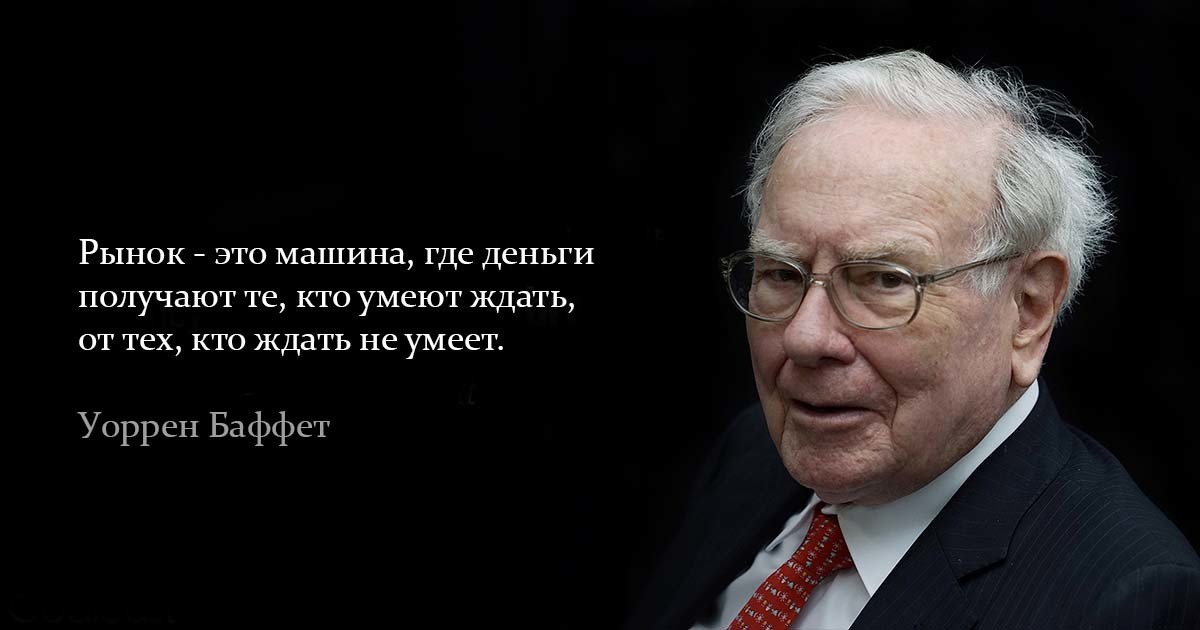 Рынок - это машина, где деньги
получают те, кто умеют ждать,
от тех, кто ждать не умеет.
Уоррен Баффет